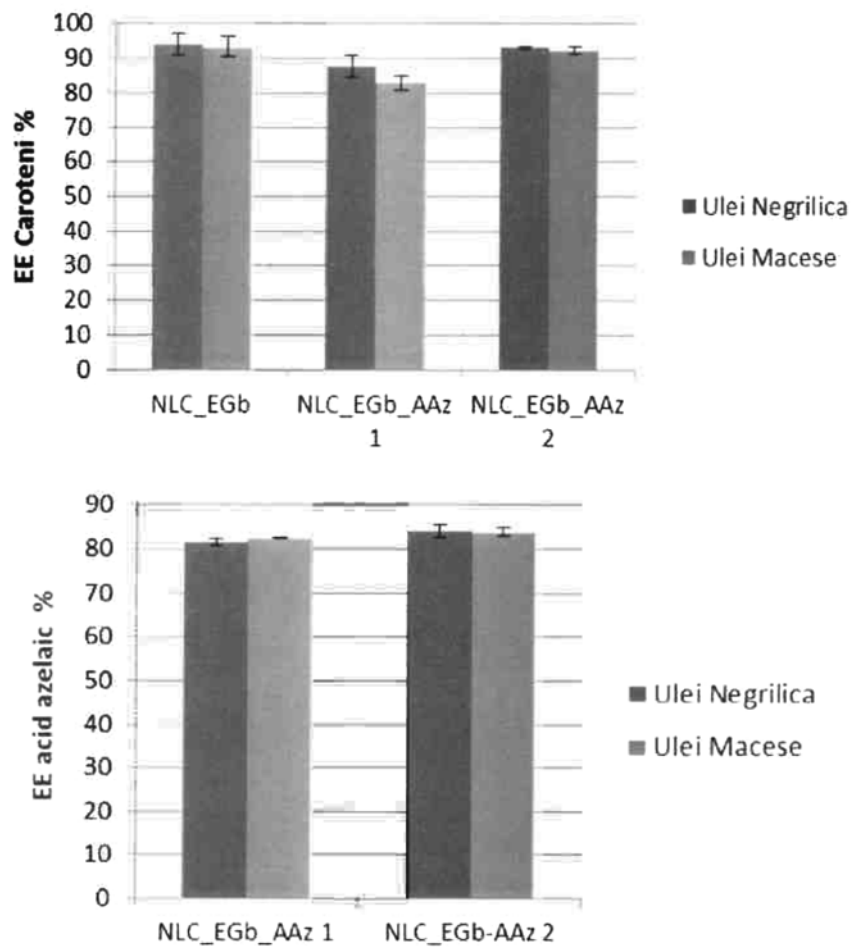 EE Caroteni %
100
90
80
70
60
50
40
30
20
10
0
NLC_EGb
NLC_EGb_AAz
1
NLC_EGb_AAz
2
Ulei Negrilica
Ulei Macese
EE acid azelaic %
90
80
70
60
50
40
30
20
10
0
NLC_EGb_AAz 1
NLC_EGb-AAz 2
Ulei Negrilica
Ulei Macese